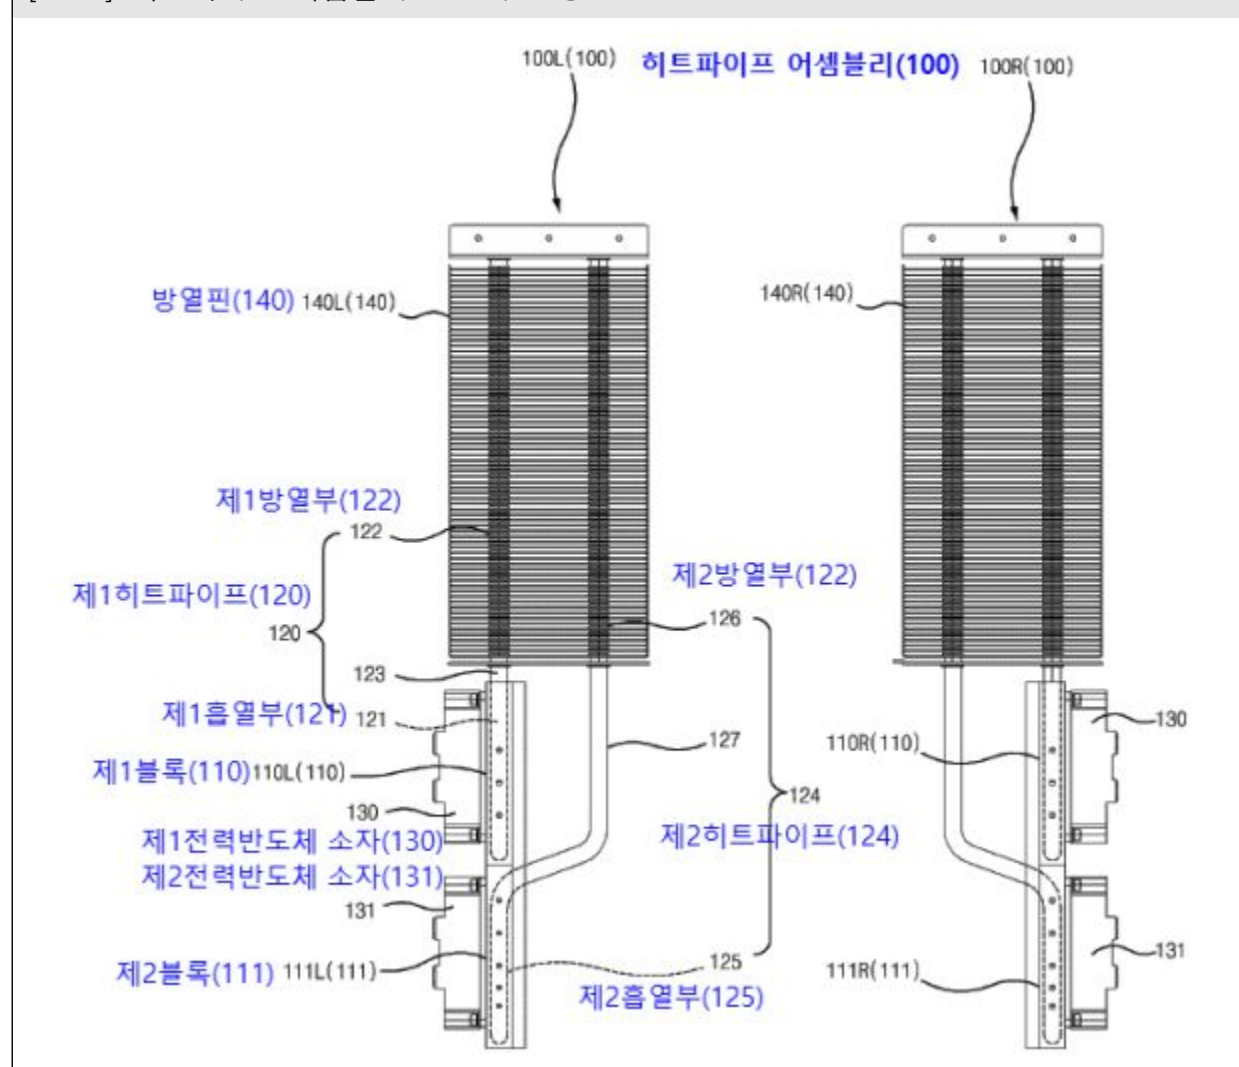 100L(100) 히트파이프 어셈블리(100) 100R(100)
방열핀(140) 140L(140)
140R(140)
제1방열부(122)
122
제2방열부(122)
제1히트파이프(120)
126
120
123
제1흡열부(121) 121
130
127
110R(110)
제1블록(110) 110L(110)
124
130
제1전력반도체 소자(130)
제2히트파이프(124)
제2전력반도체 소자(131)
131
131
125
제2블록(111) 111L(111)
111R(111)
제2흡열부(125)